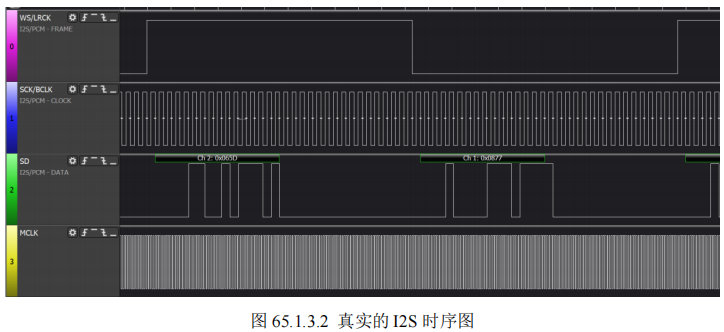 WS/LRCK
I2S/PCM - FRAME
0
SCK/BCLK
I2S/PCM - CLOCK
1
SD
I2S/PCM - DATA
2
Ch 2: 0x065D
Ch 1: 0x0877
MCLK
3
图 65.1.3.2 真实的 I2S 时序图